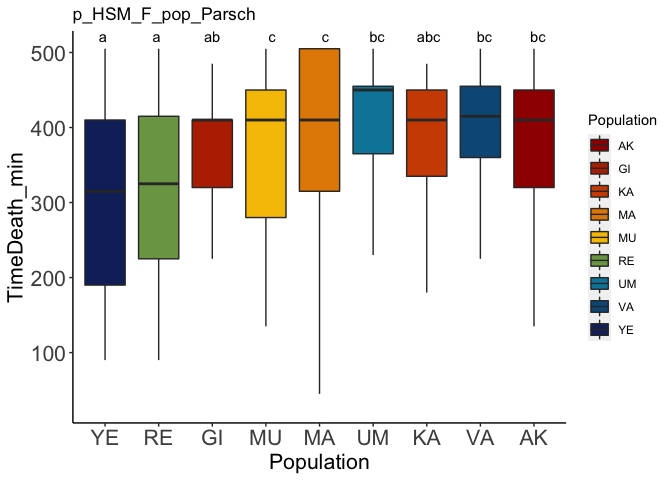 p_HSM_F_pop_Parsch
a a ab c c bc abc bc bc
500
400
300
200
100
TimeDeath_min
YE RE GI MU MA UM KA VA AK
Population
Population
AK
GI
KA
MA
MU
RE
UM
VA
YE